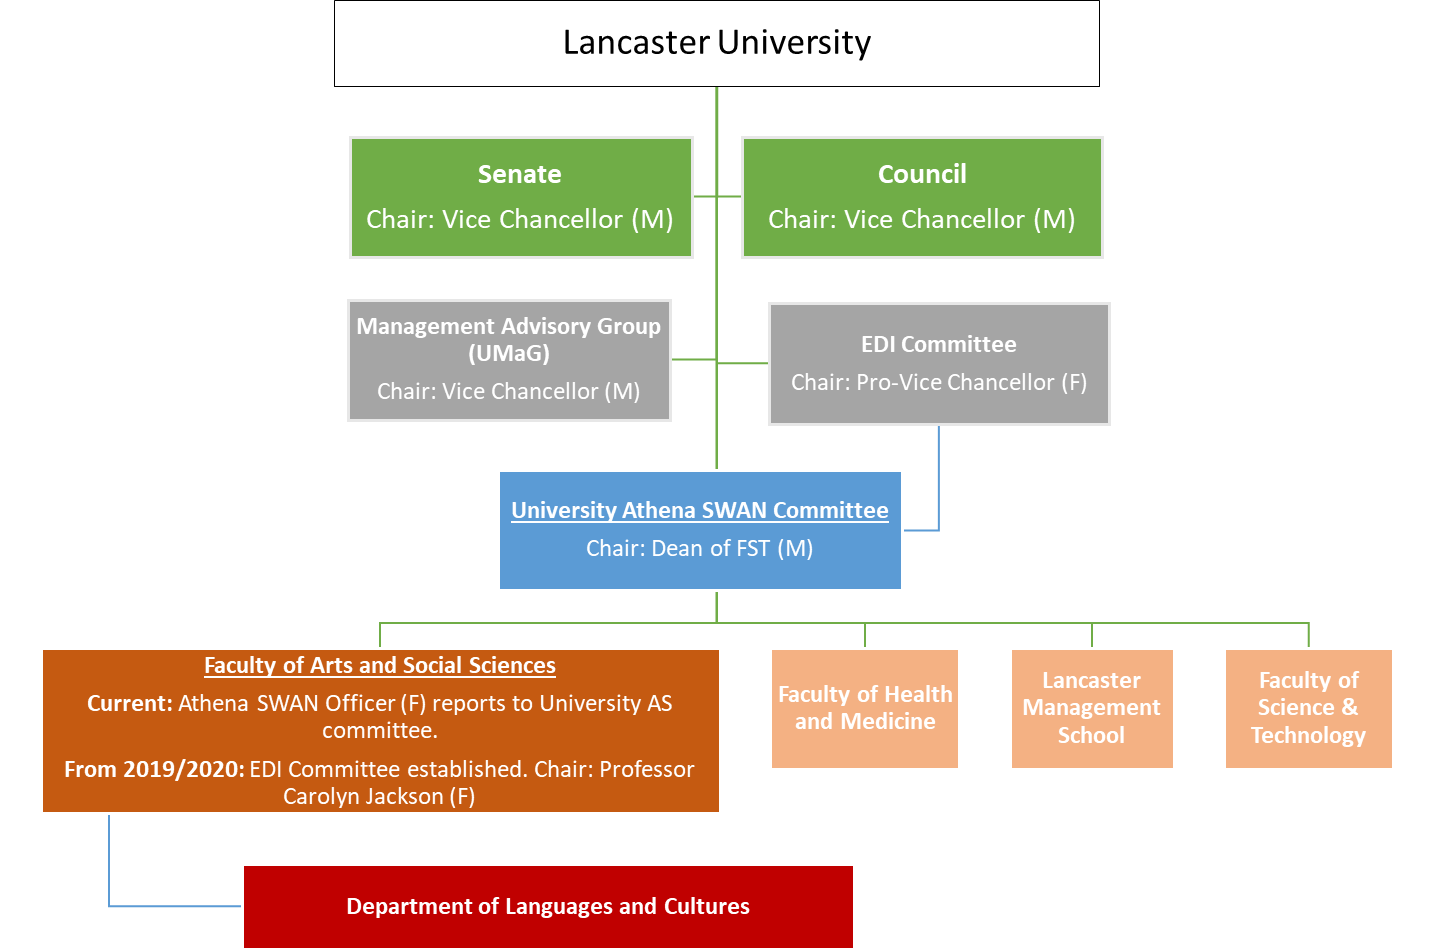 Lancaster University
Senate
Chair: Vice Chancellor (M)
Council
Chair: Vice Chancellor (M)
Management Advisory Group
(UMaG)
Chair: Vice Chancellor (M)
EDI Committee
Chair: Pro-Vice Chancellor (F)
University Athena SWAN Committee
Chair: Dean of FST (M)
Faculty of Arts and Social Sciences
Current: Athena SWAN Officer (F) reports to University AS
committee.
From 2019/2020: EDI Committee established. Chair: Professor
Carolyn Jackson (F)
Faculty of Health
and Medicine
Lancaster
Management
School
Faculty of
Science &
Technology
Department of Languages and Cultures